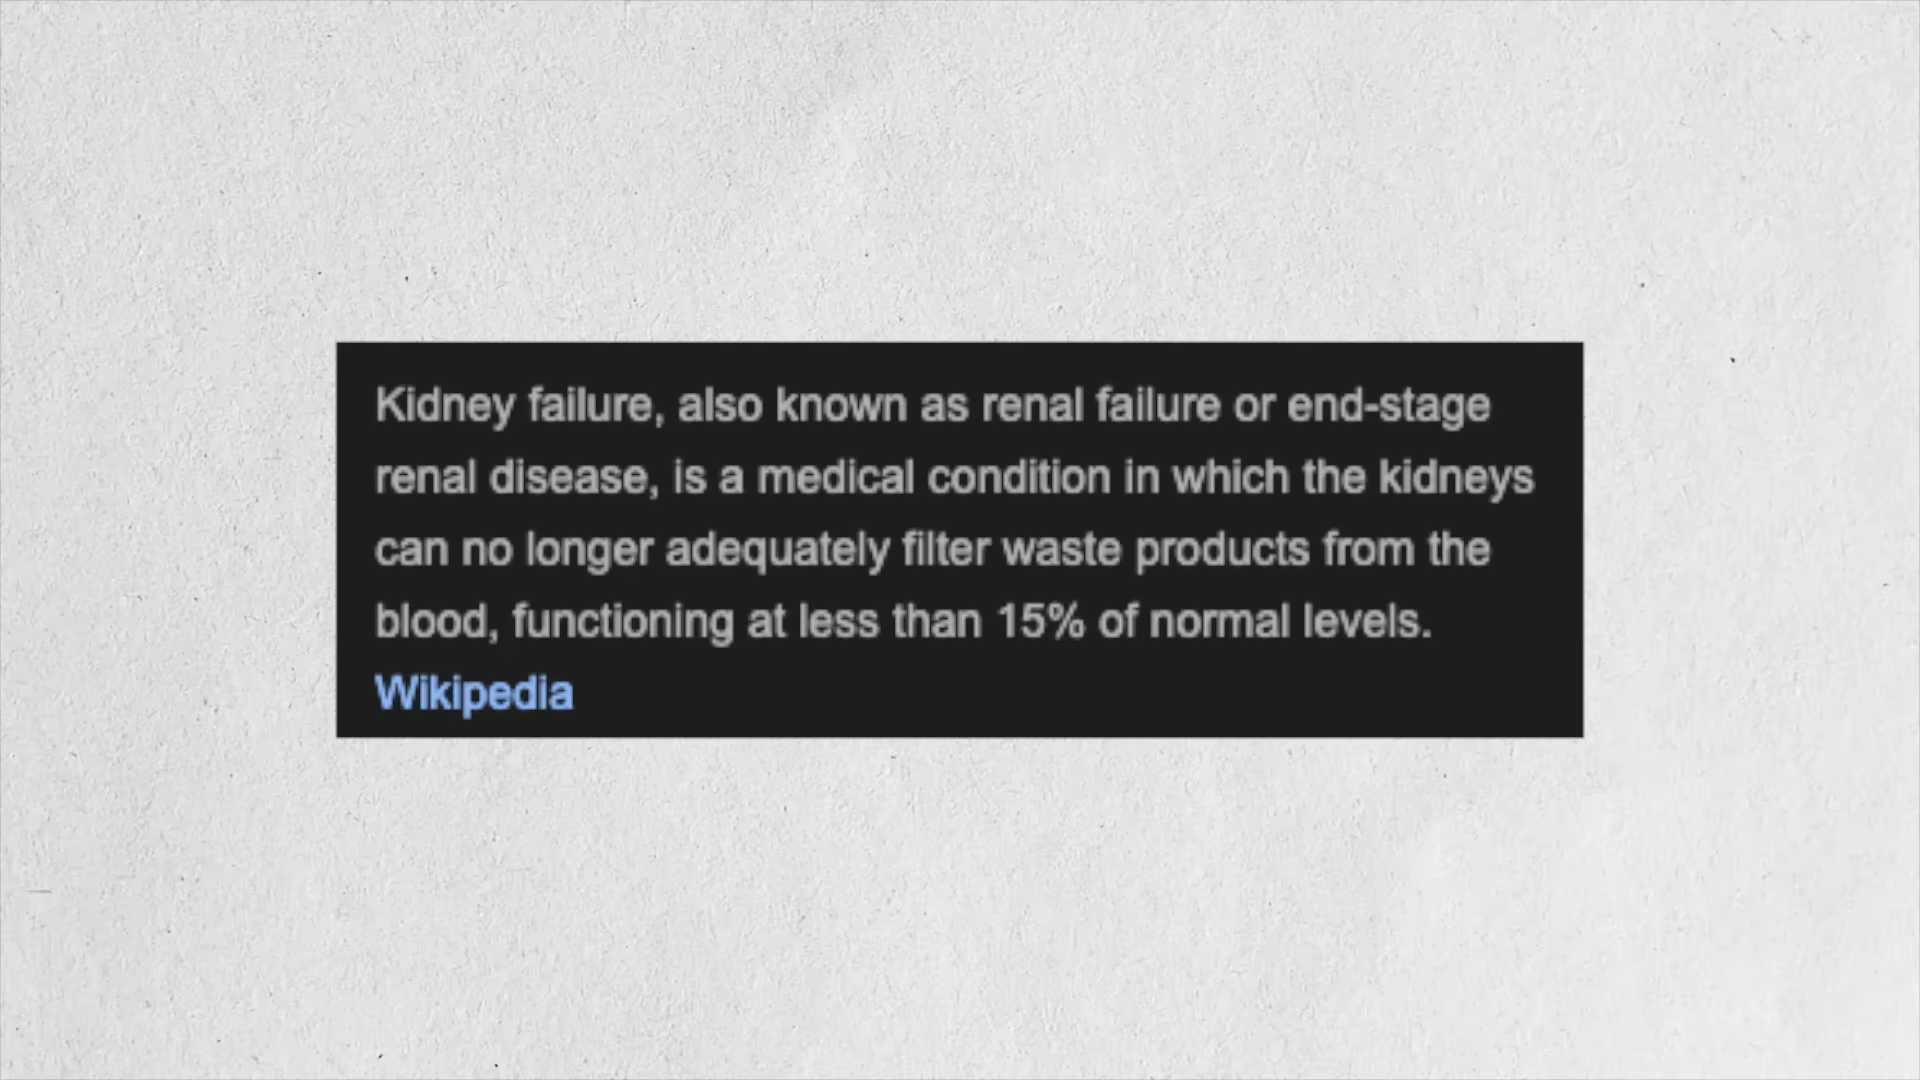 Kidney failure, also known as renal failure or end-stage
renal disease, is a medical condition in which the kidneys
can no longer adequately filter waste products from the
blood, functioning at less than 15% of normal levels.
Wikipedia